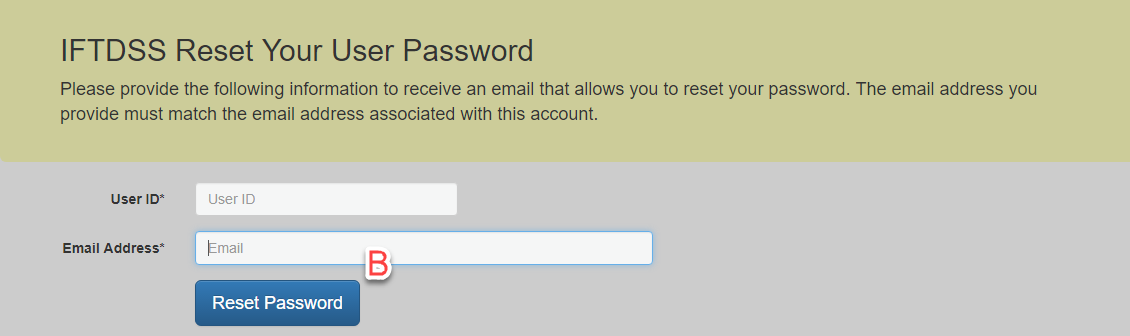 IFTDSS Reset Your User Password
Please provide the following information to receive an email that allows you to reset your password. The email address you
provide must match the email address associated with this account.
User ID* User ID
Email Address* Email
B
Reset Password